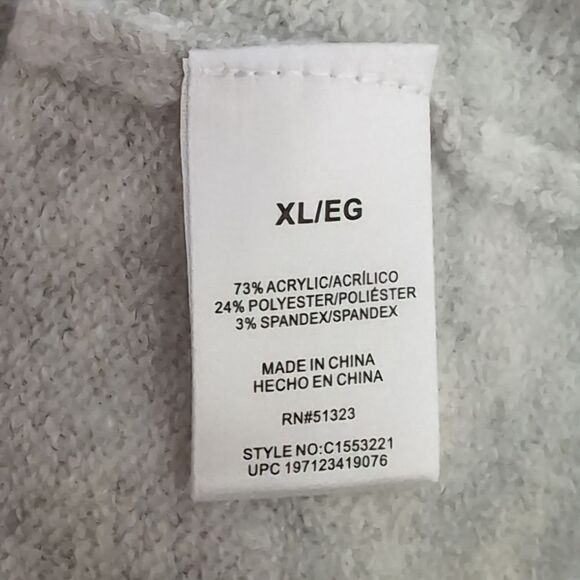 XL/EG
73% ACRYLIC/ACRÍLICO
24% POLYESTER/POLIÉSTER
3% SPANDEX/SPANDEX
MADE IN CHINA
HECHO EN CHINA
RN#51323
STYLE NO:C1553221
UPC 197123419076